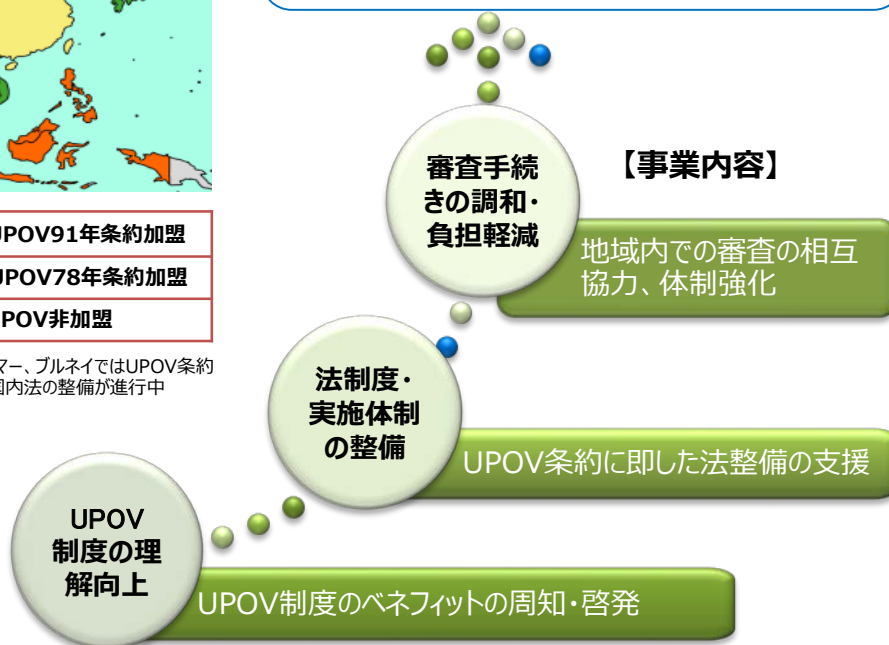 UPOV91年条約加盟
UPOV78年条約加盟
POV非加盟
マー、ブルネイではUPOV条約
国内法の整備が進行中
審査手続
きの調和・
負担軽減
【事業内容】
地域内での審査の相互
協力、体制強化
法制度・
実施体制
の整備
UPOV条約に即した法整備の支援
UPOV
制度の理
解向上
UPOV制度のベネフィットの周知・啓発